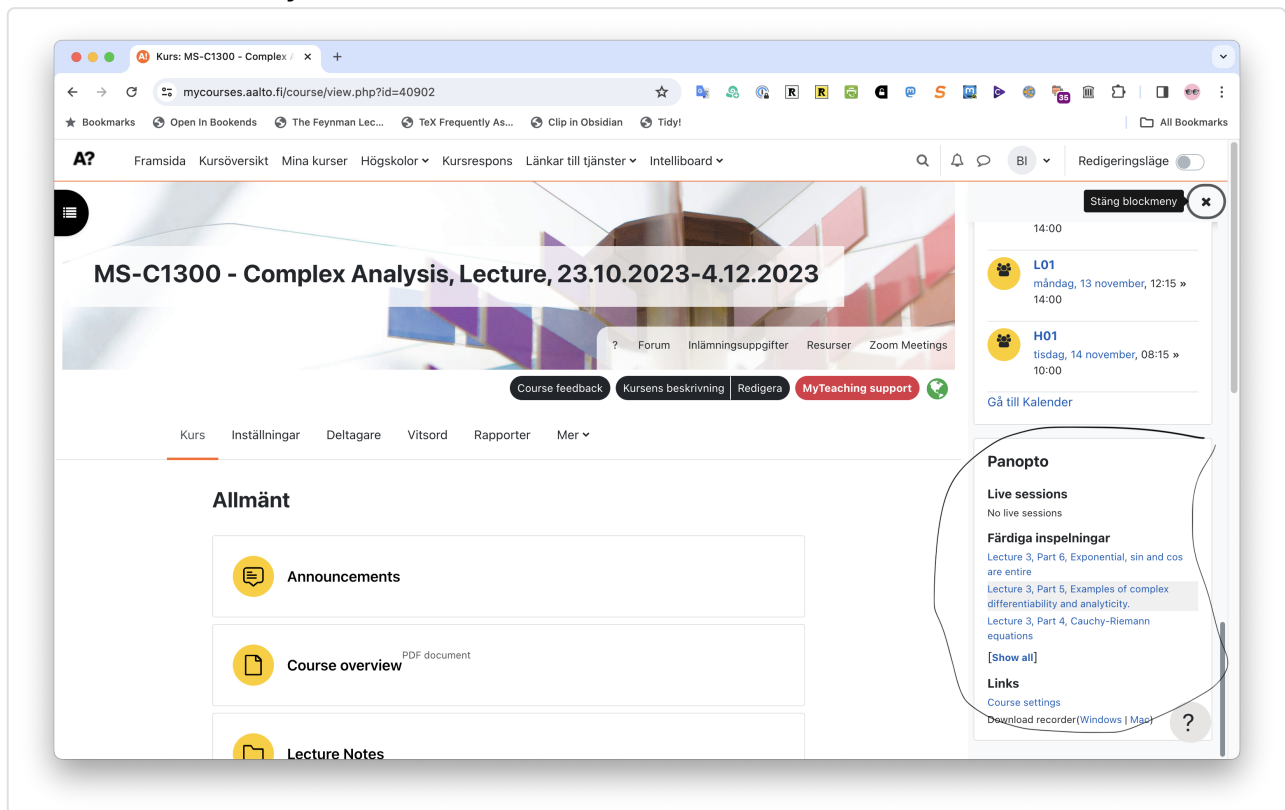 Kurs: MS-C1300 - Complex A
mycourses.aalto.fi/course/view.php?id=40902
35
Bookmarks Open In Bookends The Feynman Lec... TeX Frequently As... Clip in Obsidian Tidy! All Bookmarks
A? Framsida Kursöversikt Mina kurser Högskolor Kursrespons Länkar till tjänster Intelliboard BI Redigeringsläge
Stäng blockmeny
MS-C1300 - Complex Analysis, Lecture, 23.10.2023-4.12.2023
? Forum Inlämningsuppgifter Resurser Zoom Meetings
Course feedback Kursens beskrivning Redigera MyTeaching support
Kurs Inställningar Deltagare Vitsord Rapporter Mer
Allmänt
Announcements
Course overview PDF document
Lecture Notes
14:00
L01
måndag, 13 november, 12:15 »
14:00
H01
tisdag, 14 november, 08:15 »
10:00
Gå till Kalender
Panopto
Live sessions
No live sessions
Färdiga inspelningar
Lecture 3, Part 6, Exponential, sin and cos
are entire
Lecture 3, Part 5, Examples of complex
differentiability and analyticity.
Lecture 3, Part 4, Cauchy-Riemann
equations
[Show all]
Links
Course settings
Download recorder(Windows | Mac)
?